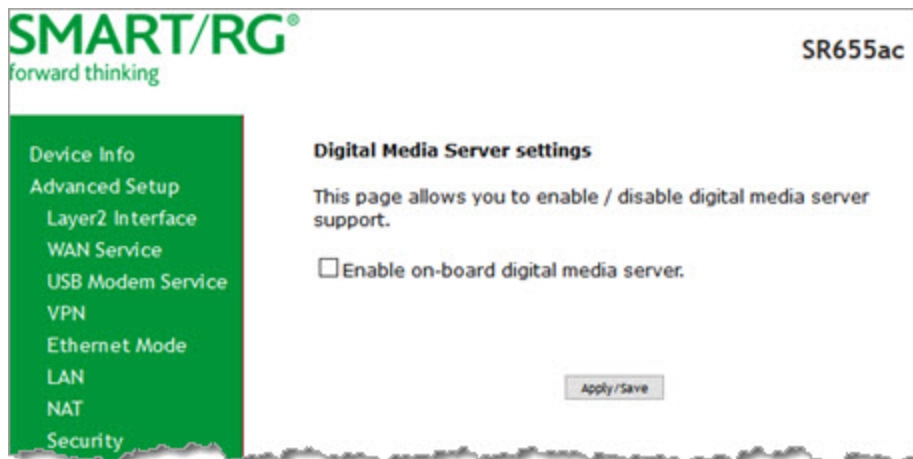 SMART/RG®
forward thinking
SR655ac
Device Info
Advanced Setup
Layer2 Interface
WAN Service
USB Modem Service
VPN
Ethernet Mode
LAN
NAT
Security
Digital Media Server settings
This page allows you to enable / disable digital media server
support.
Enable on-board digital media server.
Apply/Save